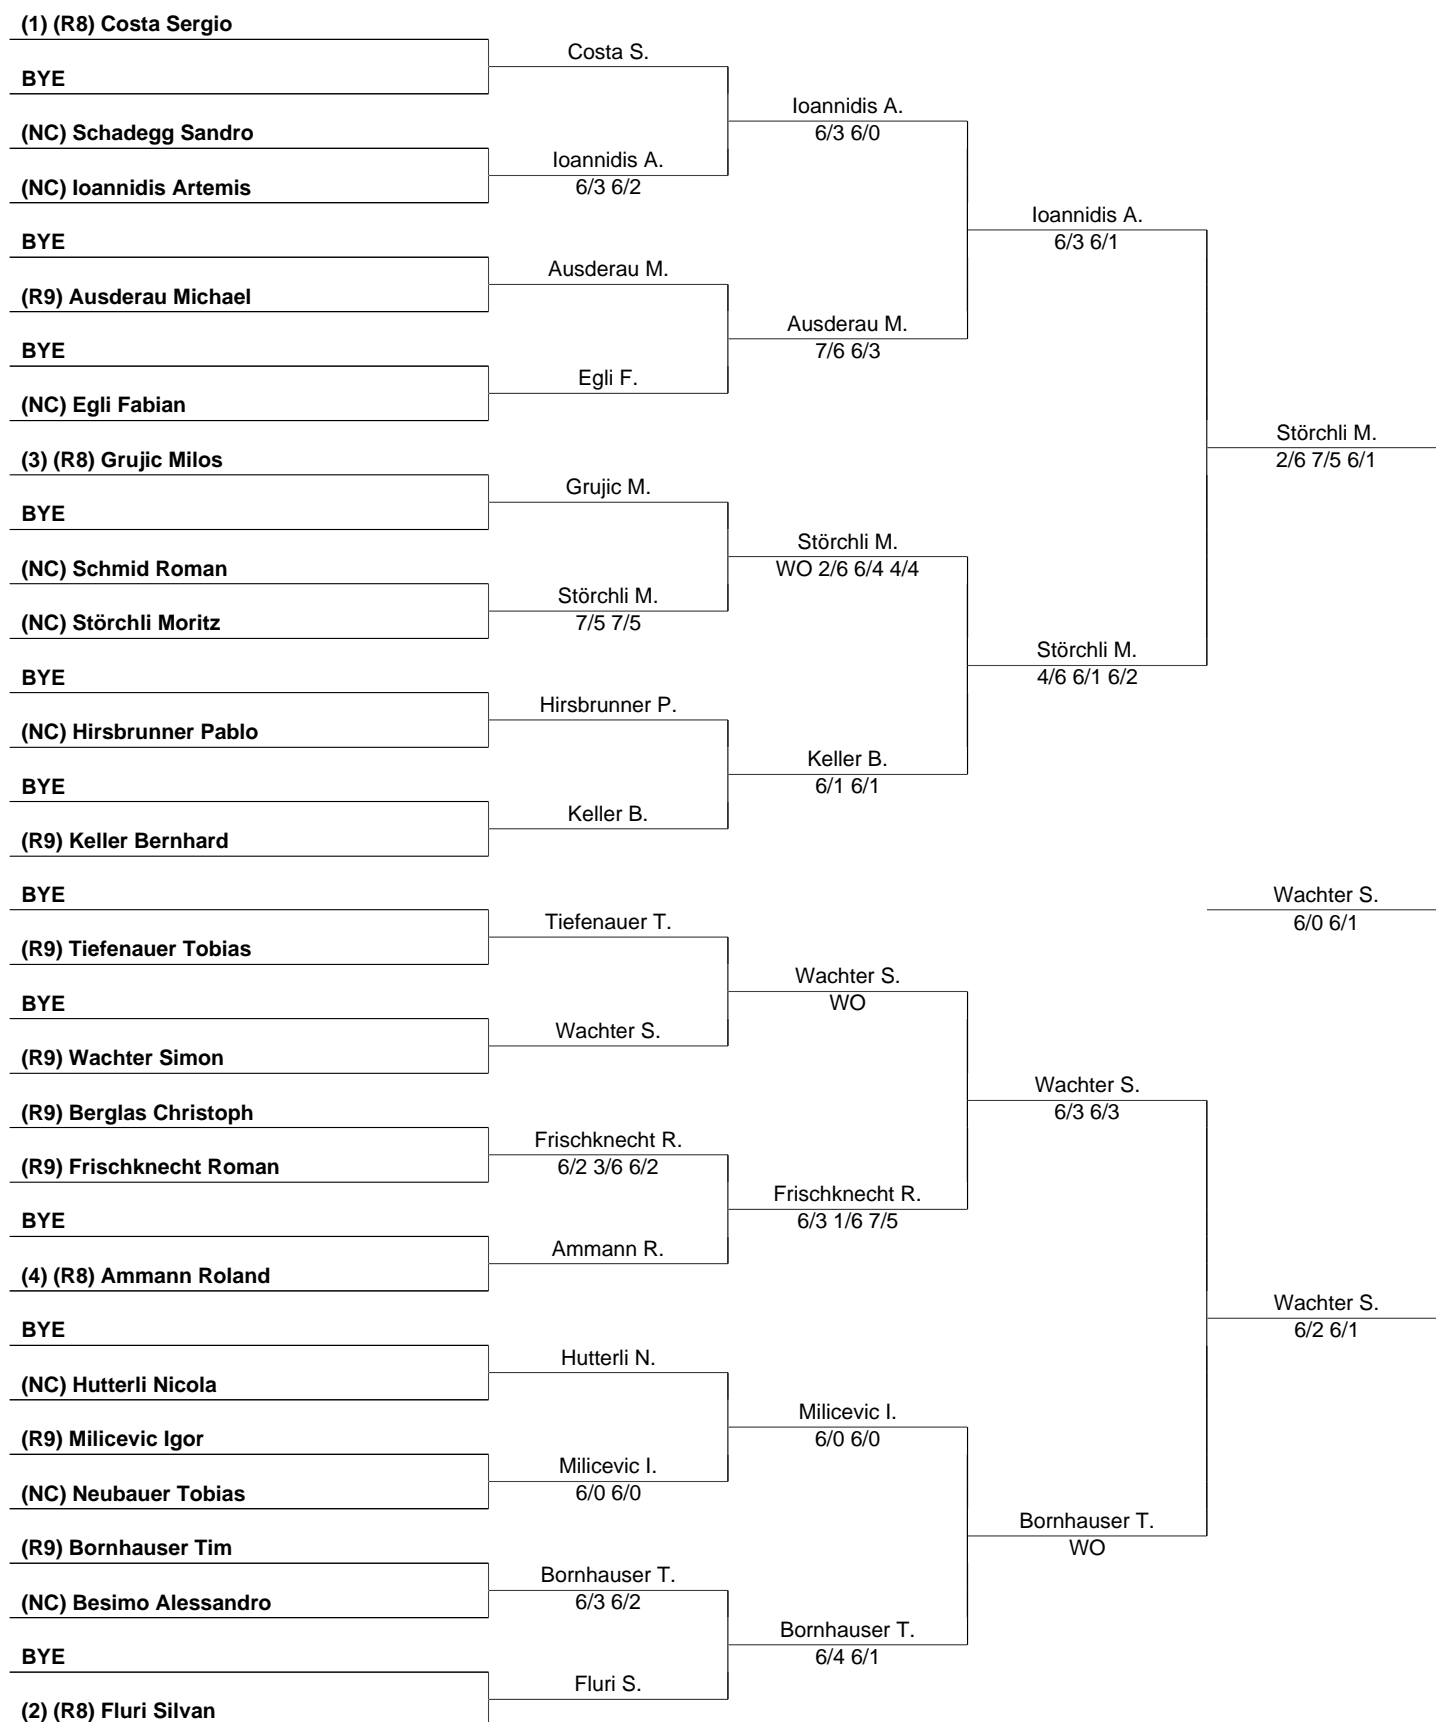 (1) (R8) Costa Sergio
Costa S.
BYE
Ioannidis A.
6/3 6/0
(NC) Schadegg Sandro
Ioannidis A.
6/3 6/2
(NC) Ioannidis Artemis
Ioannidis A.
6/3 6/1
BYE
Ausderau M.
(R9) Ausderau Michael
Ausderau M.
7/6 6/3
BYE
Egli F.
(NC) Egli Fabian
Störchli M.
2/6 7/5 6/1
(3) (R8) Grujic Milos
Grujic M.
BYE
Störchli M.
WO 2/6 6/4 4/4
(NC) Schmid Roman
Störchli M.
7/5 7/5
(NC) Störchli Moritz
Störchli M.
4/6 6/1 6/2
BYE
Hirsbrunner P.
(NC) Hirsbrunner Pablo
Keller B.
6/1 6/1
BYE
Keller B.
(R9) Keller Bernhard
BYE
Wachter S.
6/0 6/1
Tiefenauer T.
(R9) Tiefenauer Tobias
Wachter S.
WO
BYE
Wachter S.
(R9) Wachter Simon
Wachter S.
6/3 6/3
(R9) Berglas Christoph
Frischknecht R.
6/2 3/6 6/2
(R9) Frischknecht Roman
Frischknecht R.
6/3 1/6 7/5
BYE
Ammann R.
(4) (R8) Ammann Roland
Wachter S.
6/2 6/1
BYE
Hutterli N.
(NC) Hutterli Nicola
Milicevic I.
6/0 6/0
(R9) Milicevic Igor
Milicevic I.
6/0 6/0
(NC) Neubauer Tobias
Bornhauser T.
WO
(R9) Bornhauser Tim
Bornhauser T.
6/3 6/2
(NC) Besimo Alessandro
Bornhauser T.
6/4 6/1
BYE
Fluri S.
(2) (R8) Fluri Silvan